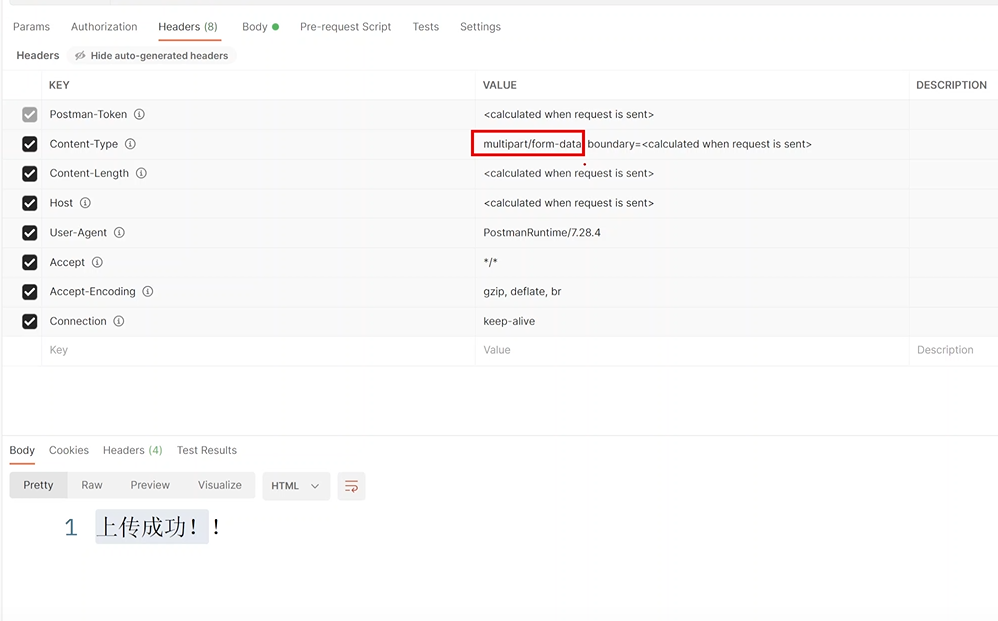 Params Authorization Headers (8) Body Pre-request Script Tests Settings
Headers Hide auto-generated headers
KEY VALUE DESCRIPTION
Postman-Token <calculated when request is sent>
Content-Type multipart/form-data boundary=<calculated when request is sent>
Content-Length <calculated when request is sent>
Host <calculated when request is sent>
User-Agent PostmanRuntime/7.28.4
Accept */*
Accept-Encoding gzip, deflate, br
Connection keep-alive
Key Value Description
Body Cookies Headers (4) Test Results
Pretty Raw Preview Visualize HTML
1 上传成功！！